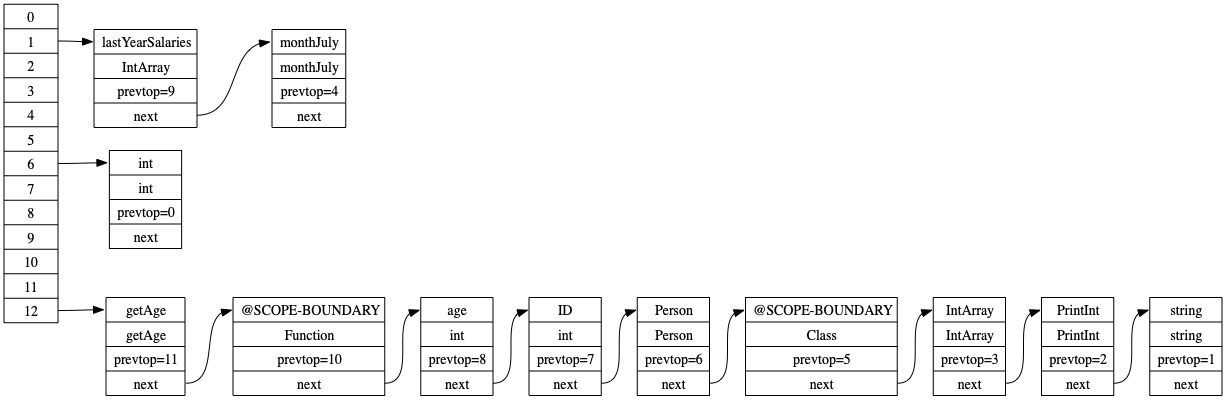 0
1
2
3
4
5
6
7
8
9
10
11
12
lastYearSalaries
IntArray
prevtop=9
next
monthJuly
monthJuly
prevtop=4
next
int
int
prevtop=0
next
getAge
getAge
prevtop=11
next
@SCOPE-BOUNDARY
Function
prevtop=10
next
age
int
prevtop=8
next
ID
int
prevtop=7
next
Person
Person
prevtop=6
next
@SCOPE-BOUNDARY
Class
prevtop=5
next
IntArray
IntArray
prevtop=3
next
PrintInt
PrintInt
prevtop=2
next
string
string
prevtop=1
next